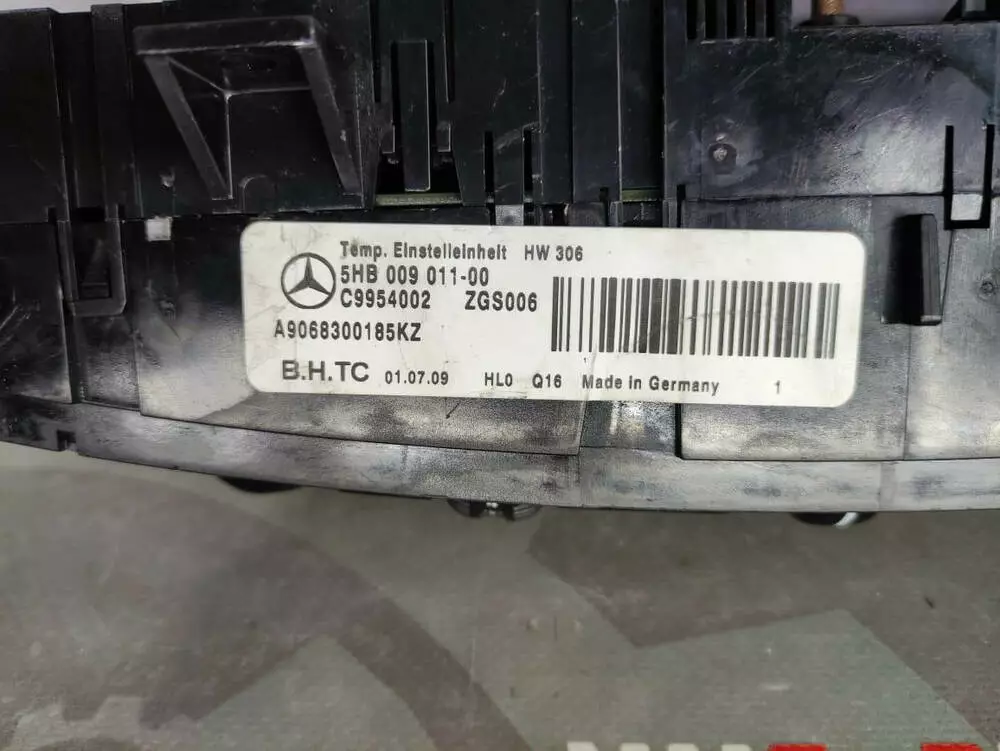 Temp. Einstelleinheit HW 306
5HB 009 011-00
C9954002 ZGS006
A9068300185KZ
B.H.TC 01.07.09 HL0 Q16 Made in Germany 1